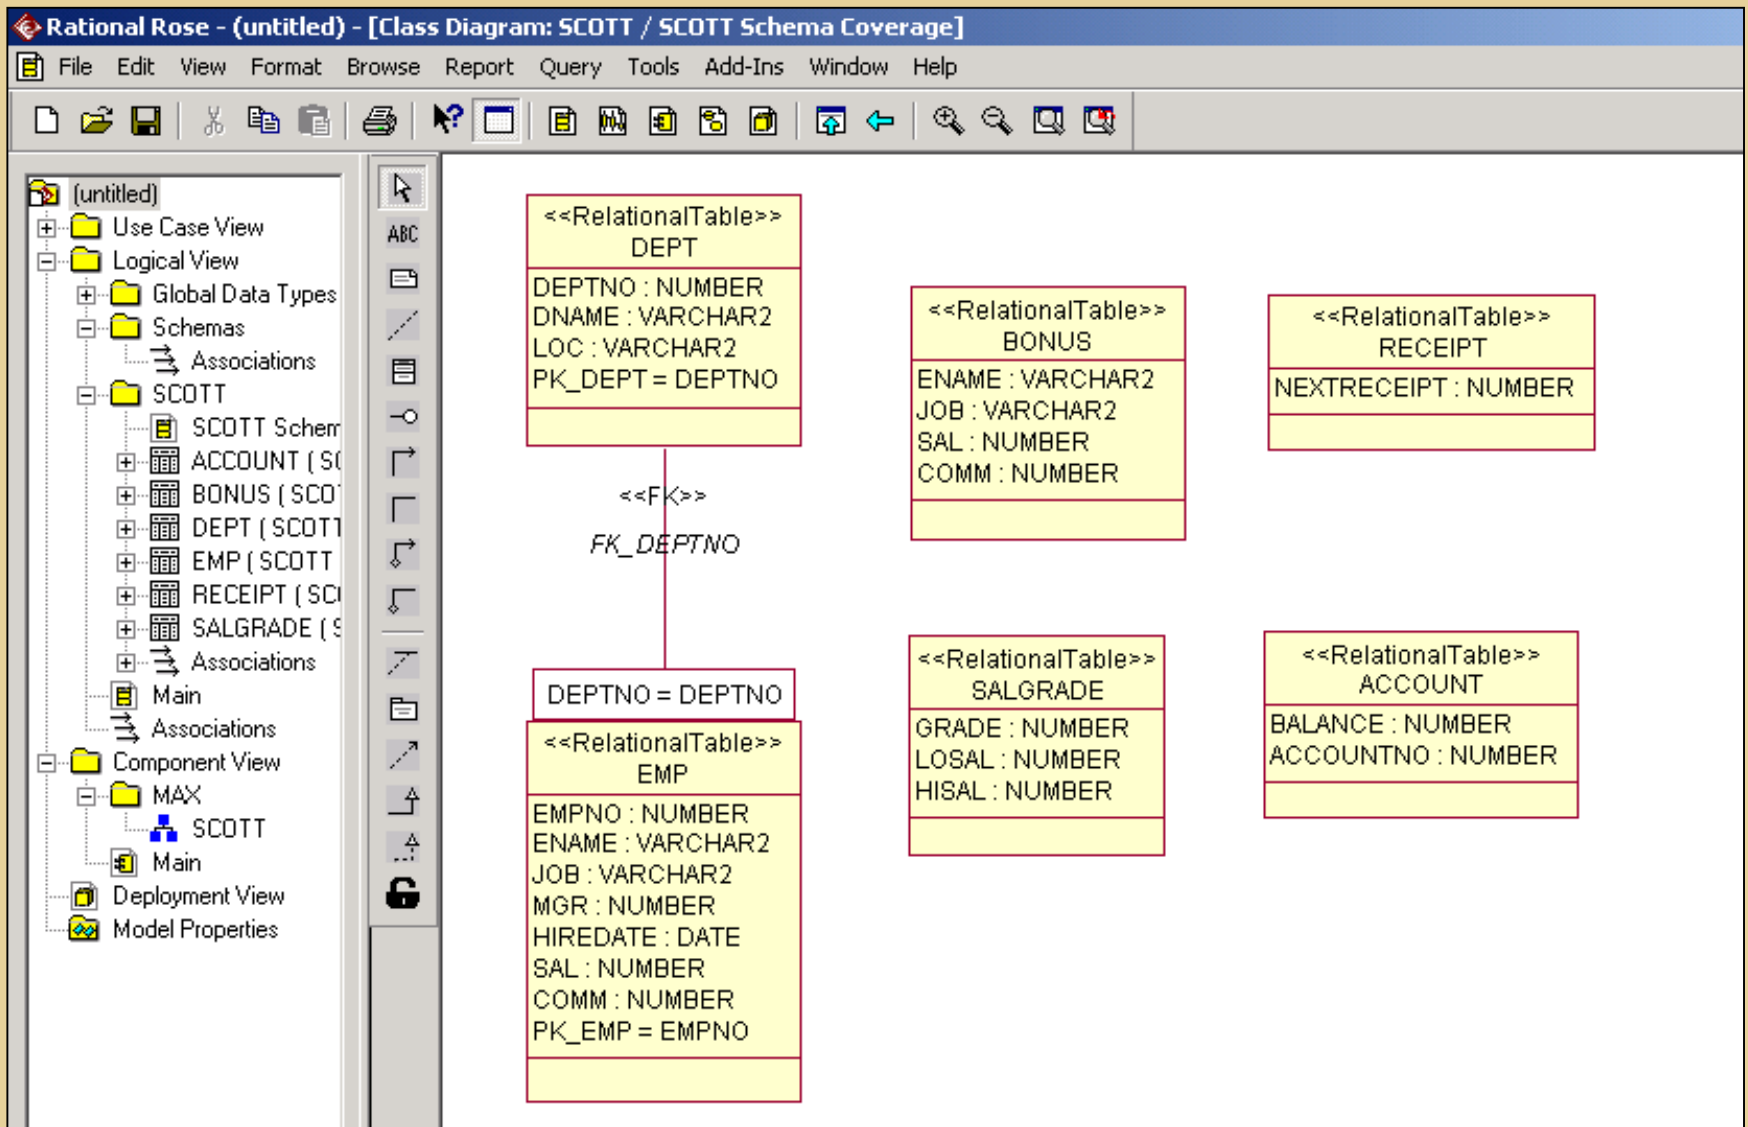 Rational Rose - (untitled) - [Class Diagram: SCOTT / SCOTT Schema Coverage]
File Edit View Format Browse Report Query Tools Add-Ins Window Help
(untitled)
Use Case View
Logical View
Global Data Types
Schemas
Associations
SCOTT
SCOTT Schem
ACCOUNT ( S
BONUS ( SCO
DEPT ( SCOTT
EMP ( SCOTT
RECEIPT ( SC
SALGRADE ( S
Associations
Main
Associations
Component View
MAX
SCOTT
Main
Deployment View
Model Properties
ABC
<<RelationalTable>>
DEPT
DEPTNO : NUMBER
DNAME : VARCHAR2
LOC : VARCHAR2
PK_DEPT = DEPTNO
<<FK>>
FK_DEPTNO
DEPTNO = DEPTNO
<<RelationalTable>>
EMP
EMPNO : NUMBER
ENAME : VARCHAR2
JOB : VARCHAR2
MGR : NUMBER
HIREDATE : DATE
SAL : NUMBER
COMM : NUMBER
PK_EMP = EMPNO
<<RelationalTable>>
BONUS
ENAME : VARCHAR2
JOB : VARCHAR2
SAL : NUMBER
COMM : NUMBER
<<RelationalTable>>
RECEIPT
NEXTRECEIPT : NUMBER
<<RelationalTable>>
SALGRADE
GRADE : NUMBER
LOSAL : NUMBER
HISAL : NUMBER
<<RelationalTable>>
ACCOUNT
BALANCE : NUMBER
ACCOUNTNO : NUMBER